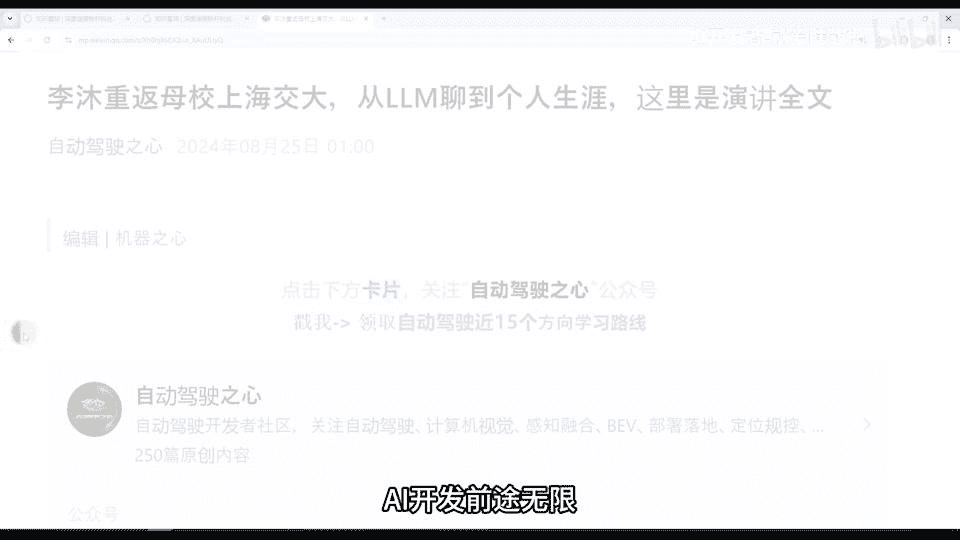 李沐重返母校上海交大，从LLM聊到个人生涯，这里是演讲全文
自动驾驶之心 2024年08月25日 01:00
编辑 | 机器之心
点击下方卡片，关注“自动驾驶之心”公众号
戳我-> 领取自动驾驶近15个方向学习路线
自动驾驶之心
自动驾驶开发者社区，关注自动驾驶、计算机视觉、感知融合、BEV、部署落地、定位规控、...
250篇原创内容
公众号
AI开发前途无限